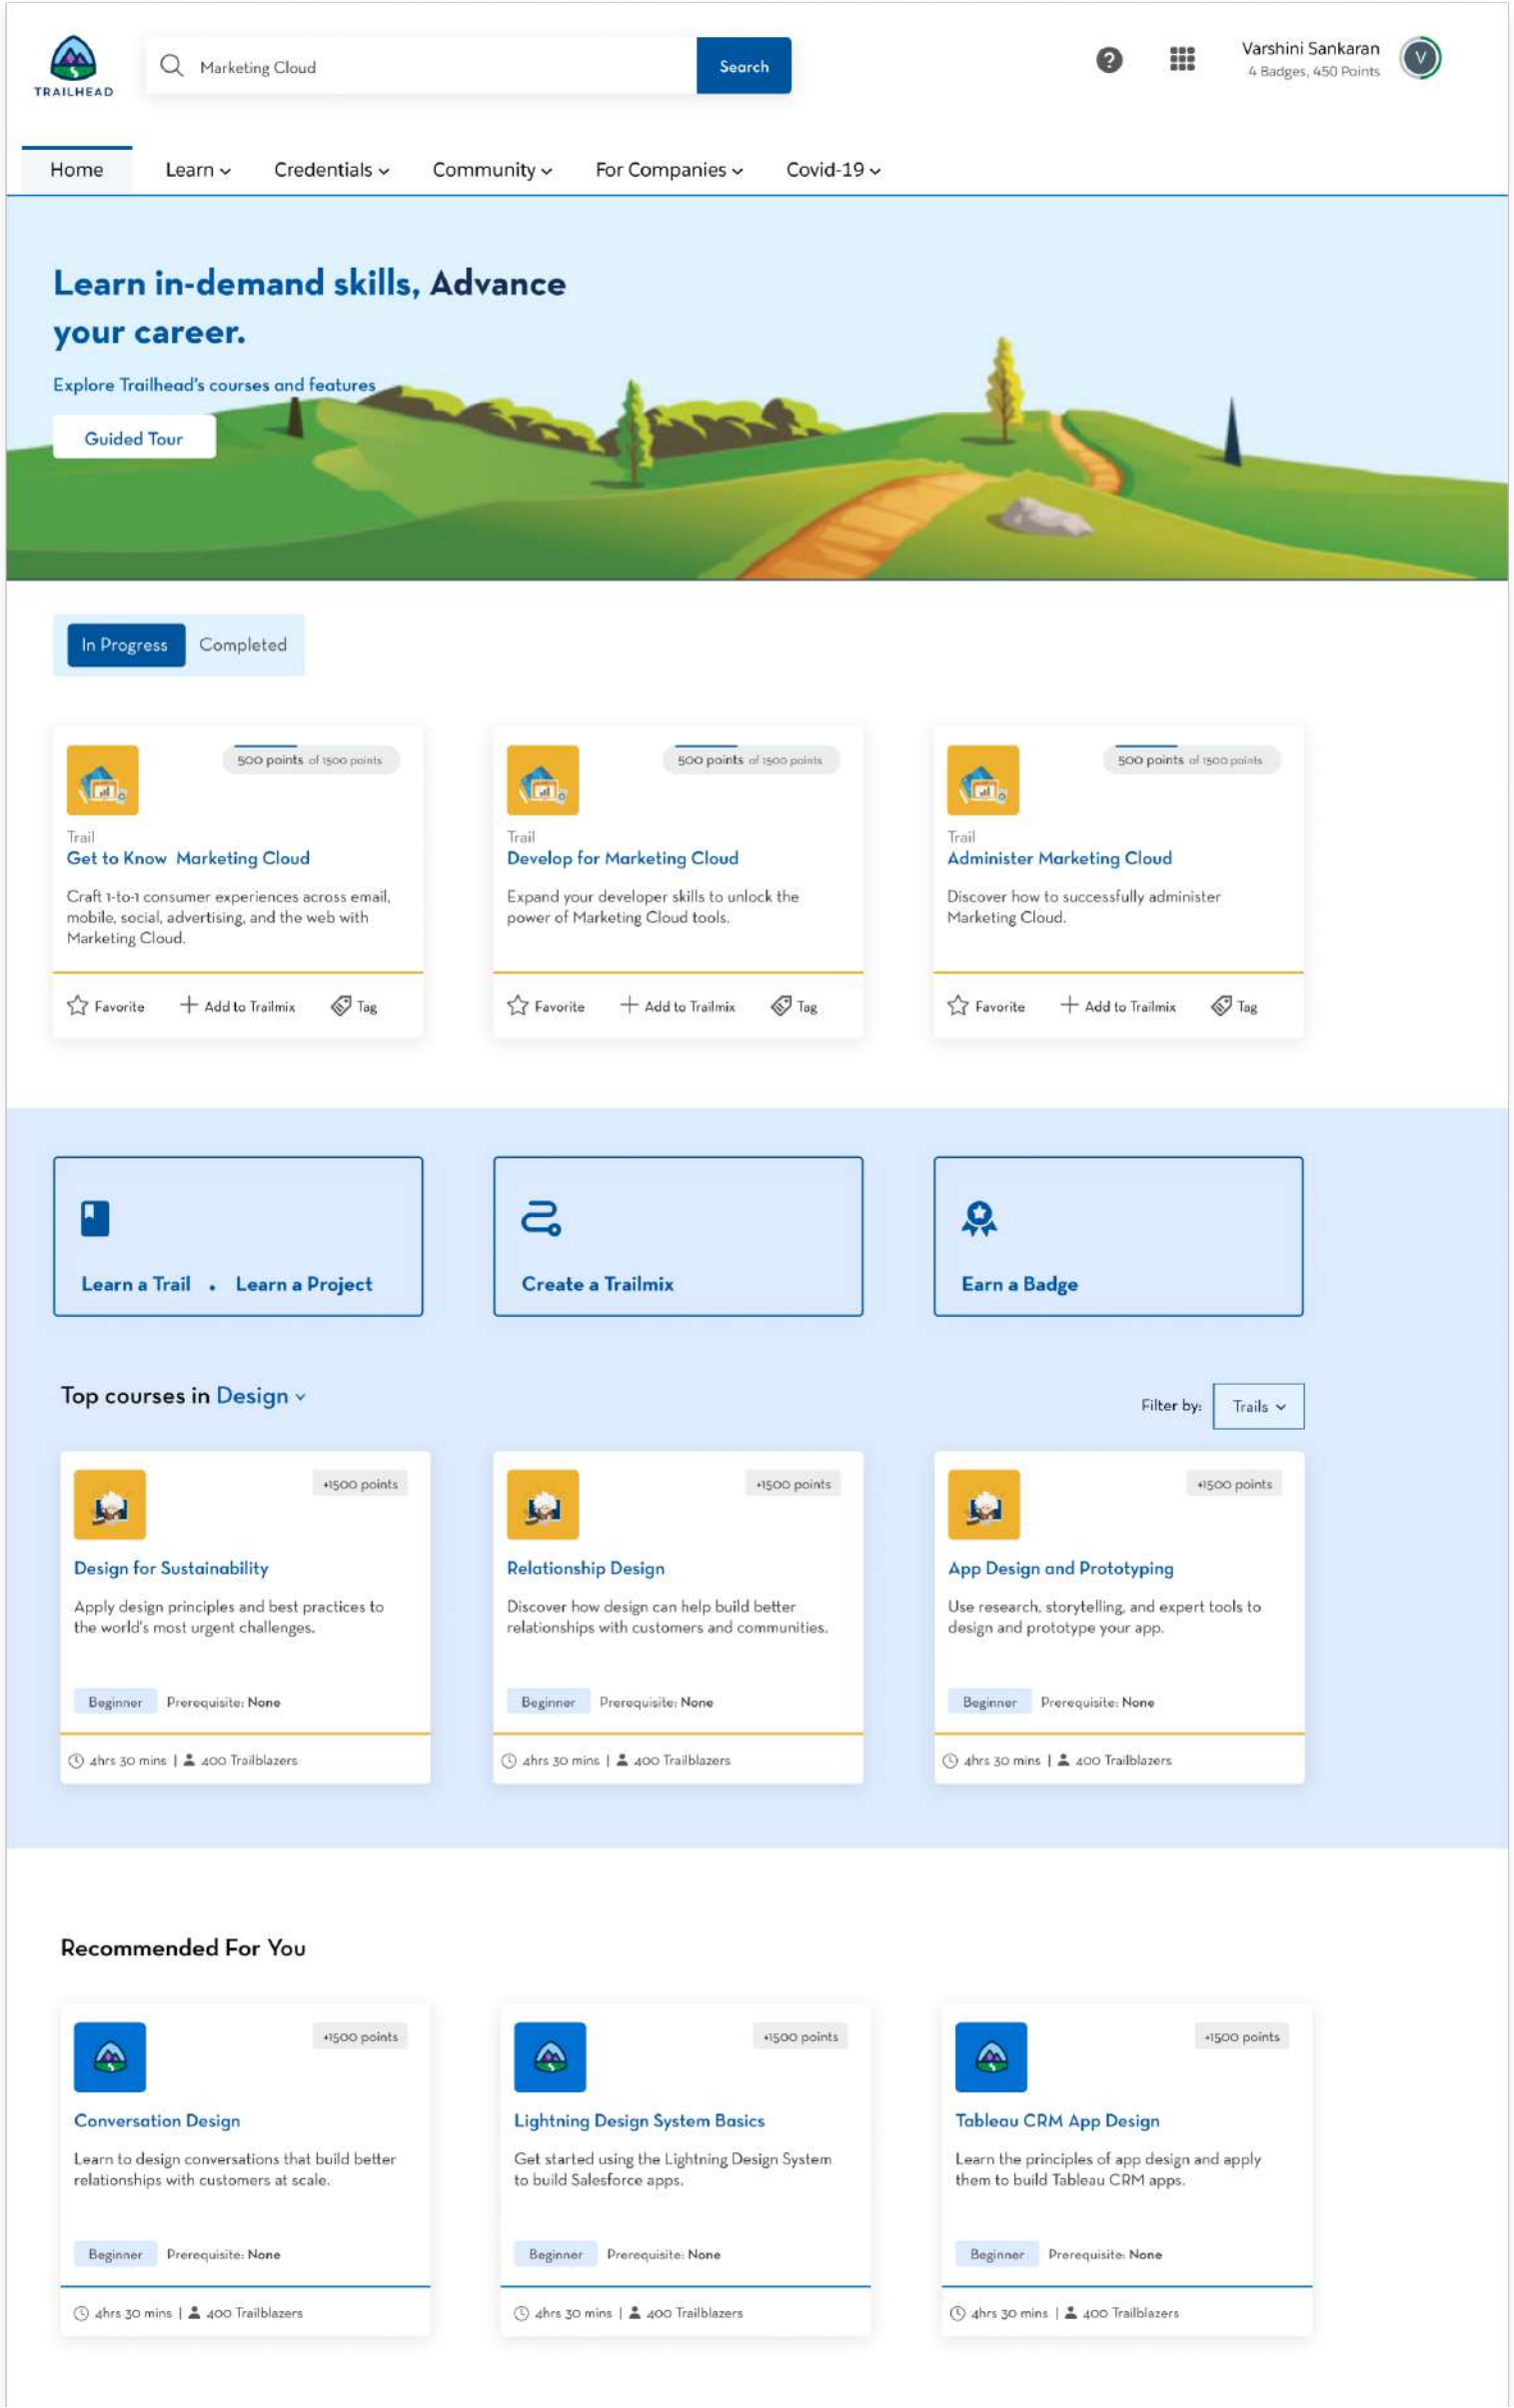 TRAILHEAD
Marketing Cloud
Search
?
Varshini Sankaran
4 Badges, 450 Points
V
Home
Learn
Credentials
Community
For Companies
Covid-19
Learn in-demand skills, Advance
your career.
Explore Trailhead's courses and features
Guided Tour
In Progress
Completed
500 points of 1500 points
Trail
Get to Know Marketing Cloud
Craft 1-to-1 consumer experiences across email,
mobile, social, advertising, and the web with
Marketing Cloud.
Favorite
Add to Trailmix
Tag
500 points of 1500 points
Trail
Develop for Marketing Cloud
Expand your developer skills to unlock the
power of Marketing Cloud tools.
Favorite
Add to Trailmix
Tag
500 points of 1500 points
Trail
Administer Marketing Cloud
Discover how to successfully administer
Marketing Cloud.
Favorite
Add to Trailmix
Tag
Learn a Trail . Learn a Project
Create a Trailmix
Earn a Badge
Top courses in Design
Filter by:
Trails
+1500 points
Design for Sustainability
Apply design principles and best practices to
the world's most urgent challenges.
Beginner
Prerequisite: None
4hrs 30 mins | 400 Trailblazers
+1500 points
Relationship Design
Discover how design can help build better
relationships with customers and communities.
Beginner
Prerequisite: None
4hrs 30 mins | 400 Trailblazers
+1500 points
App Design and Prototyping
Use research, storytelling, and expert tools to
design and prototype your app.
Beginner
Prerequisite: None
4hrs 30 mins | 400 Trailblazers
Recommended For You
+1500 points
Conversation Design
Learn to design conversations that build better
relationships with customers at scale.
Beginner
Prerequisite: None
4hrs 30 mins | 400 Trailblazers
+1500 points
Lightning Design System Basics
Get started using the Lightning Design System
to build Salesforce apps.
Beginner
Prerequisite: None
4hrs 30 mins | 400 Trailblazers
+1500 points
Tableau CRM App Design
Learn the principles of app design and apply
them to build Tableau CRM apps.
Beginner
Prerequisite: None
4hrs 30 mins | 400 Trailblazers